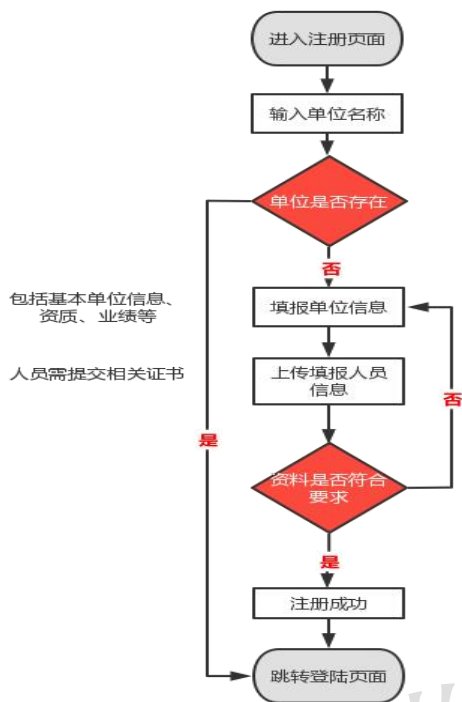 进入注册页面
输入单位名称
单位是否存在
否
包括基本单位信息、
资质、业绩等
填报单位信息
人员需提交相关证书
上传填报人员
信息
否
是
资料是否符合
要求
是
注册成功
跳转登陆页面